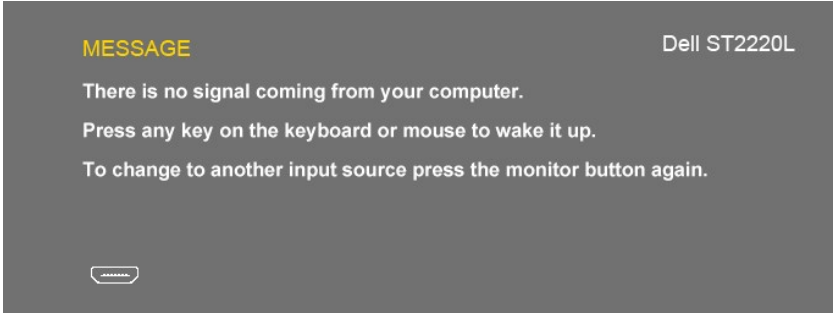 MESSAGE
Dell ST2220L
There is no signal coming from your computer.
Press any key on the keyboard or mouse to wake it up.
To change to another input source press the monitor button again.